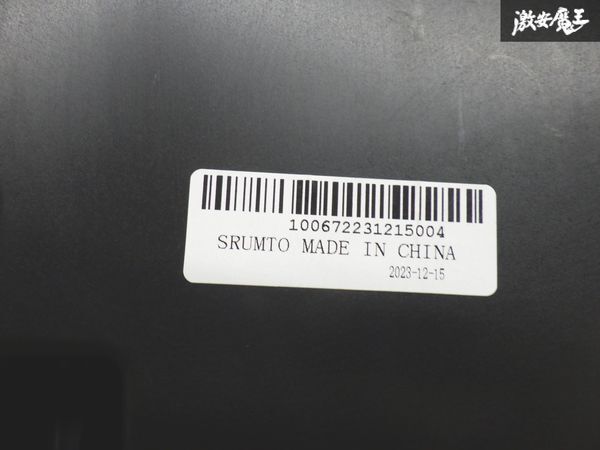 激安魔王
100672231215004
SRUMTO MADE IN CHINA
2023-12-15